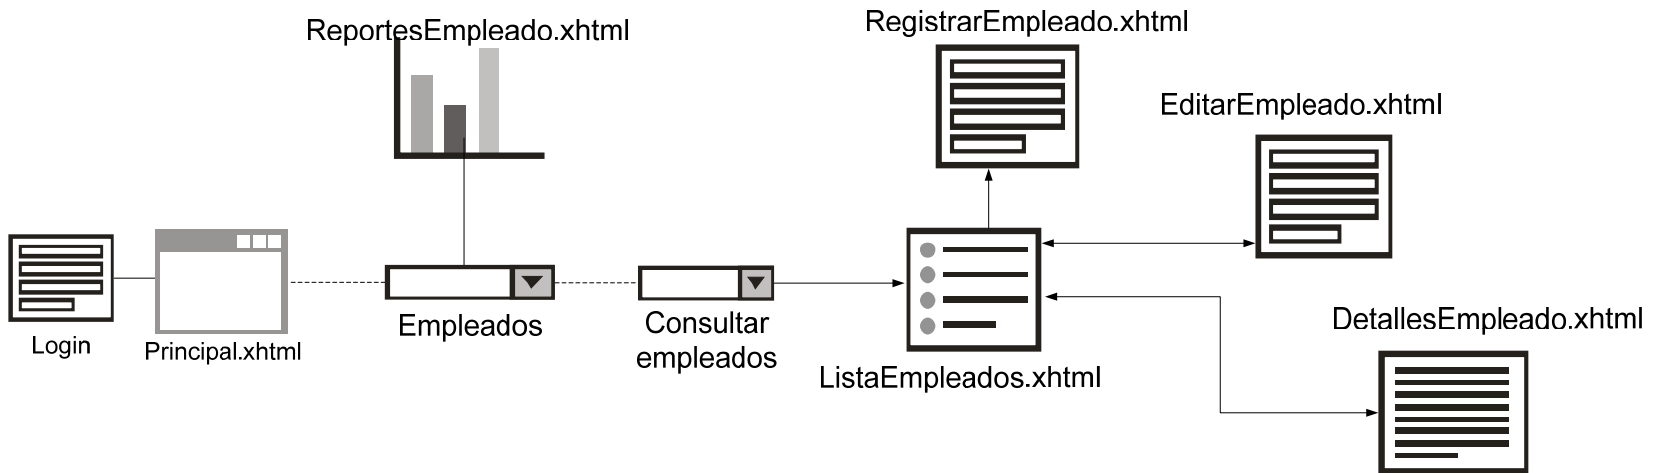 ReportesEmpleado.xhtml
RegistrarEmpleado.xhtml
EditarEmpleado.xhtml
Login
Principal.xhtml
Empleados
Consultar
empleados
ListaEmpleados.xhtml
DetallesEmpleado.xhtml